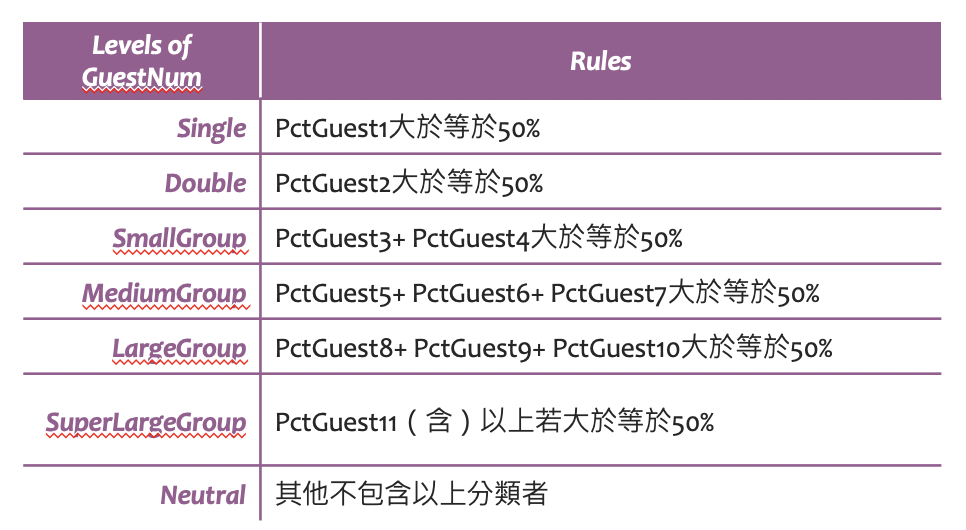 Levels of
GuestNum
Rules
Single
PctGuest1大於等於50%
Double
PctGuest2大於等於50%
SmallGroup
PctGuest3+ PctGuest4大於等於50%
MediumGroup
PctGuest5+ PctGuest6+ PctGuest7大於等於50%
LargeGroup
PctGuest8+ PctGuest9+ PctGuest10大於等於50%
SuperLargeGroup
PctGuest11（含）以上若大於等於50%
Neutral
其他不包含以上分類者